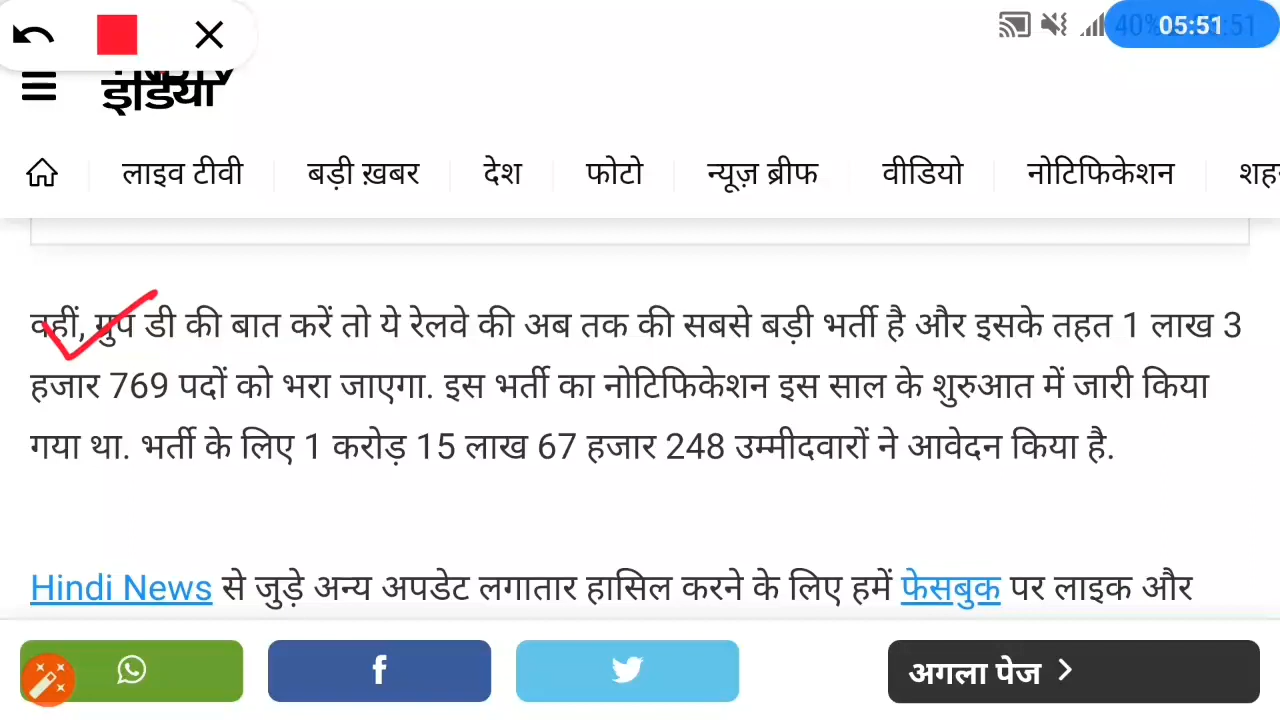 40%
05:51
इंडिया
लाइव टीवी बड़ी ख़बर देश फोटो न्यूज़ ब्रीफ वीडियो नोटिफिकेशन
वहीं, ग्रुप डी की बात करें तो ये रेलवे की अब तक की सबसे बड़ी भर्ती है और इसके तहत 1 लाख 3
हजार 769 पदों को भरा जाएगा. इस भर्ती का नोटिफिकेशन इस साल के शुरुआत में जारी किया
गया था. भर्ती के लिए 1 करोड़ 15 लाख 67 हजार 248 उम्मीदवारों ने आवेदन किया है.
Hindi News से जुड़े अन्य अपडेट लगातार हासिल करने के लिए हमें फेसबुक पर लाइक और
अगला पेज